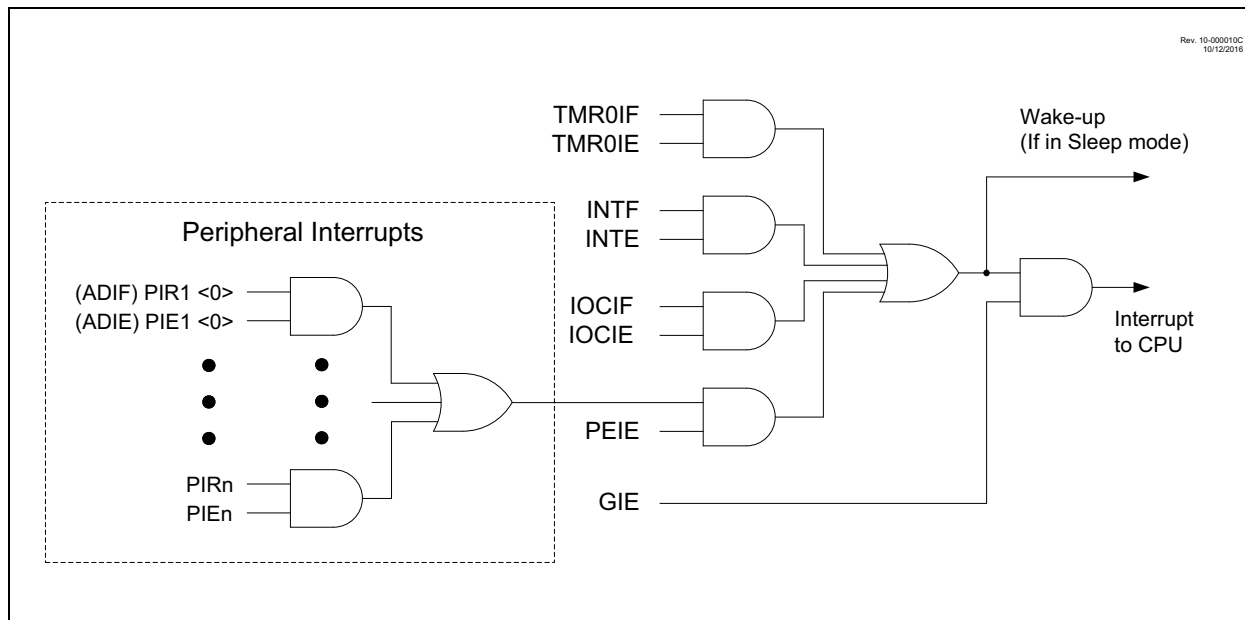 Rev. 10-000010C
10/12/2016
TMR0IF
TMR0IE
Wake-up
(If in Sleep mode)
INTF
INTE
Peripheral Interrupts
(ADIF) PIR1 <0>
(ADIE) PIE1 <0>
IOCIF
IOCIE
Interrupt
to CPU
PEIE
PIRn
PIEn
GIE